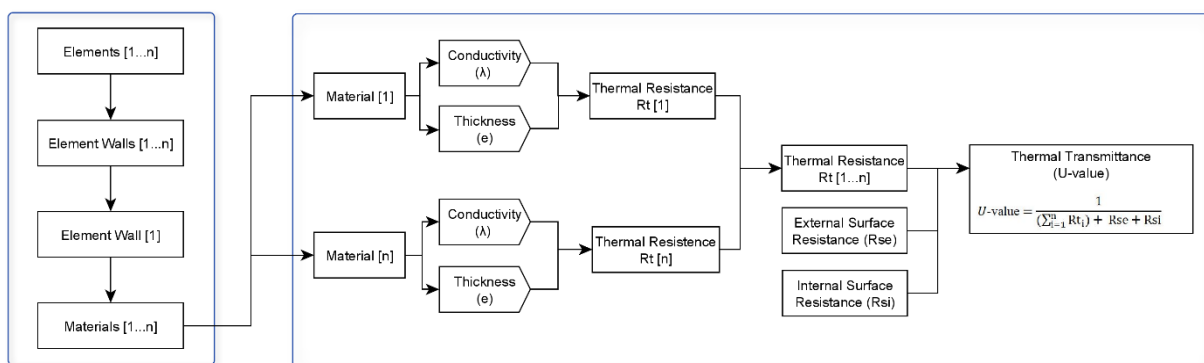 Elements [1...n]
Element Walls [1...n]
Element Wall [1]
Materials [1...n]
Material [1]
Conductivity
(λ)
Thickness
(e)
Thermal Resistance
Rt [1]
Material [n]
Conductivity
(λ)
Thickness
(e)
Thermal Resistence
Rt [n]
Thermal Resistance
Rt [1...n]
External Surface
Resistance (Rse)
Internal Surface
Resistance (Rsi)
Thermal Transmittance
(U-value)
U-value = 1 / ((∑ⁿᵢ₌₁ Rtᵢ) + Rse + Rsi)